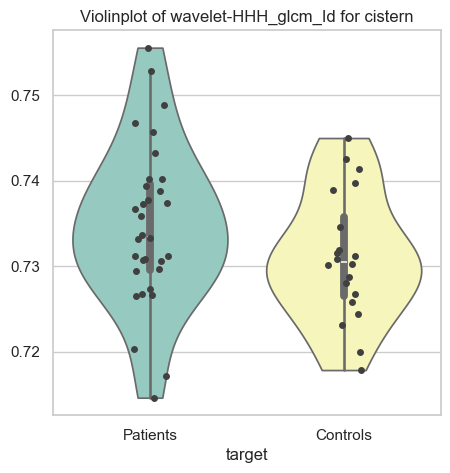 Violinplot of wavelet-HHH_glcm_Id for cistern
0.75
0.74
0.73
0.72
Patients
Controls
target